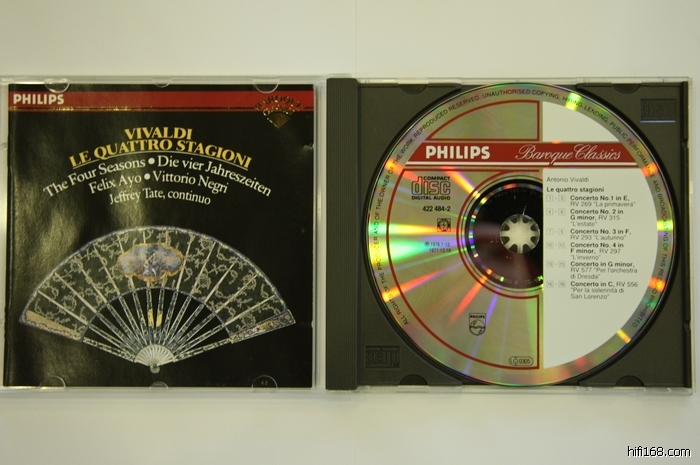 PHILIPS
VIVALDI
LE QUATTRO STAGIONI
The Four Seasons • Die vier Jahreszeiten
Felix Ayo • Vittorio Negri
Jeffrey Tate, continuo
PHILIPS
Baroque Classics
COMPACT
disc
DIGITAL AUDIO
422 484-2
Antonio Vivaldi
Le quattro stagioni
Concerto No.1 in E,
RV 269 "La primavera"
Concerto No. 2 in
G minor, RV 315
"L'estate"
Concerto No. 3 in F,
RV 293 "L'autunno"
Concerto No. 4 in
F minor, RV 297
"L'inverno"
Concerto in G minor,
RV 577 "Per l'orchestra
di Dresda"
Concerto in C, RV 556
"Per la solennità di
San Lorenzo"
PHILIPS
hifi168.com